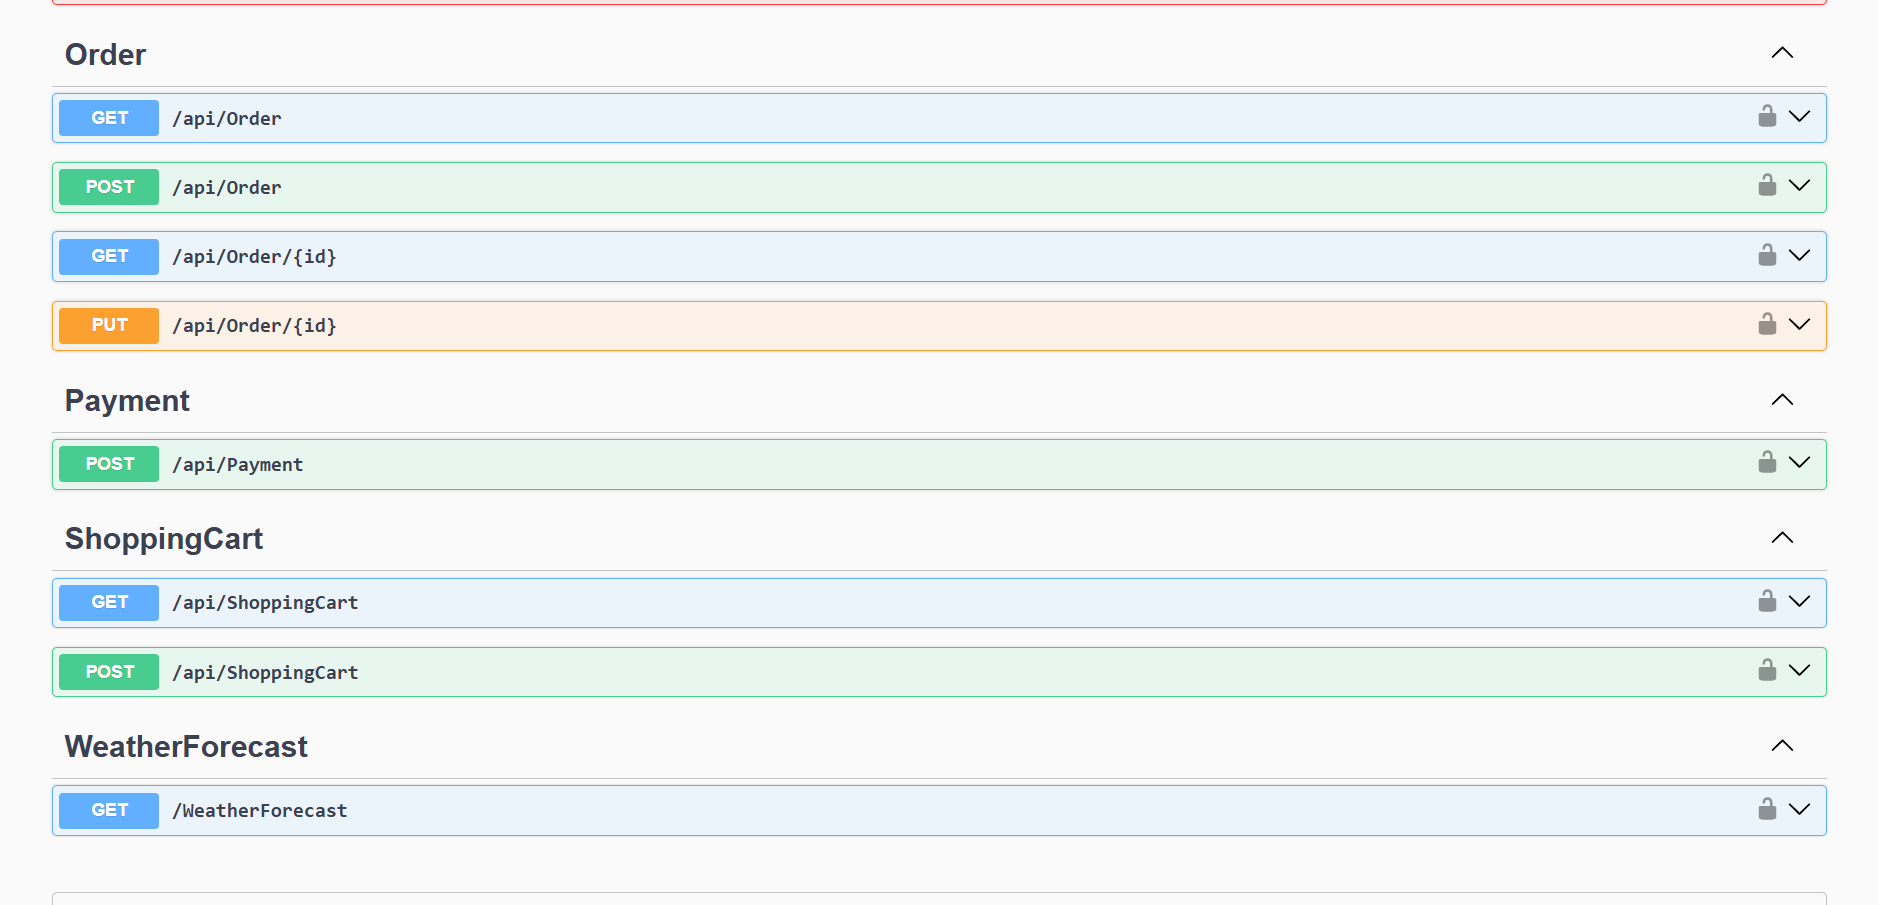 Order
GET /api/Order
POST /api/Order
GET /api/Order/{id}
PUT /api/Order/{id}
Payment
POST /api/Payment
ShoppingCart
GET /api/ShoppingCart
POST /api/ShoppingCart
WeatherForecast
GET /WeatherForecast